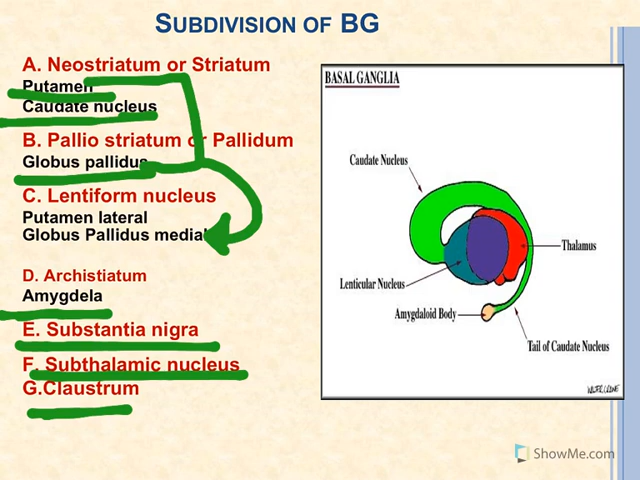 SUBDIVISION OF BG
A. Neostriatum or Striatum
Putamen
Caudate nucleus
B. Pallio striatum or Pallidum
Globus pallidus
C. Lentiform nucleus
Putamen lateral
Globus Pallidus medial
D. Archistiatum
Amygdela
E. Substantia nigra
F. Subthalamic nucleus
G.Claustrum
BASAL GANGLIA
Caudate Nucleus
Thalamus
Lenticular Nucleus
Amygdaloid Body
Tail of Caudate Nucleus
ShowMe.com